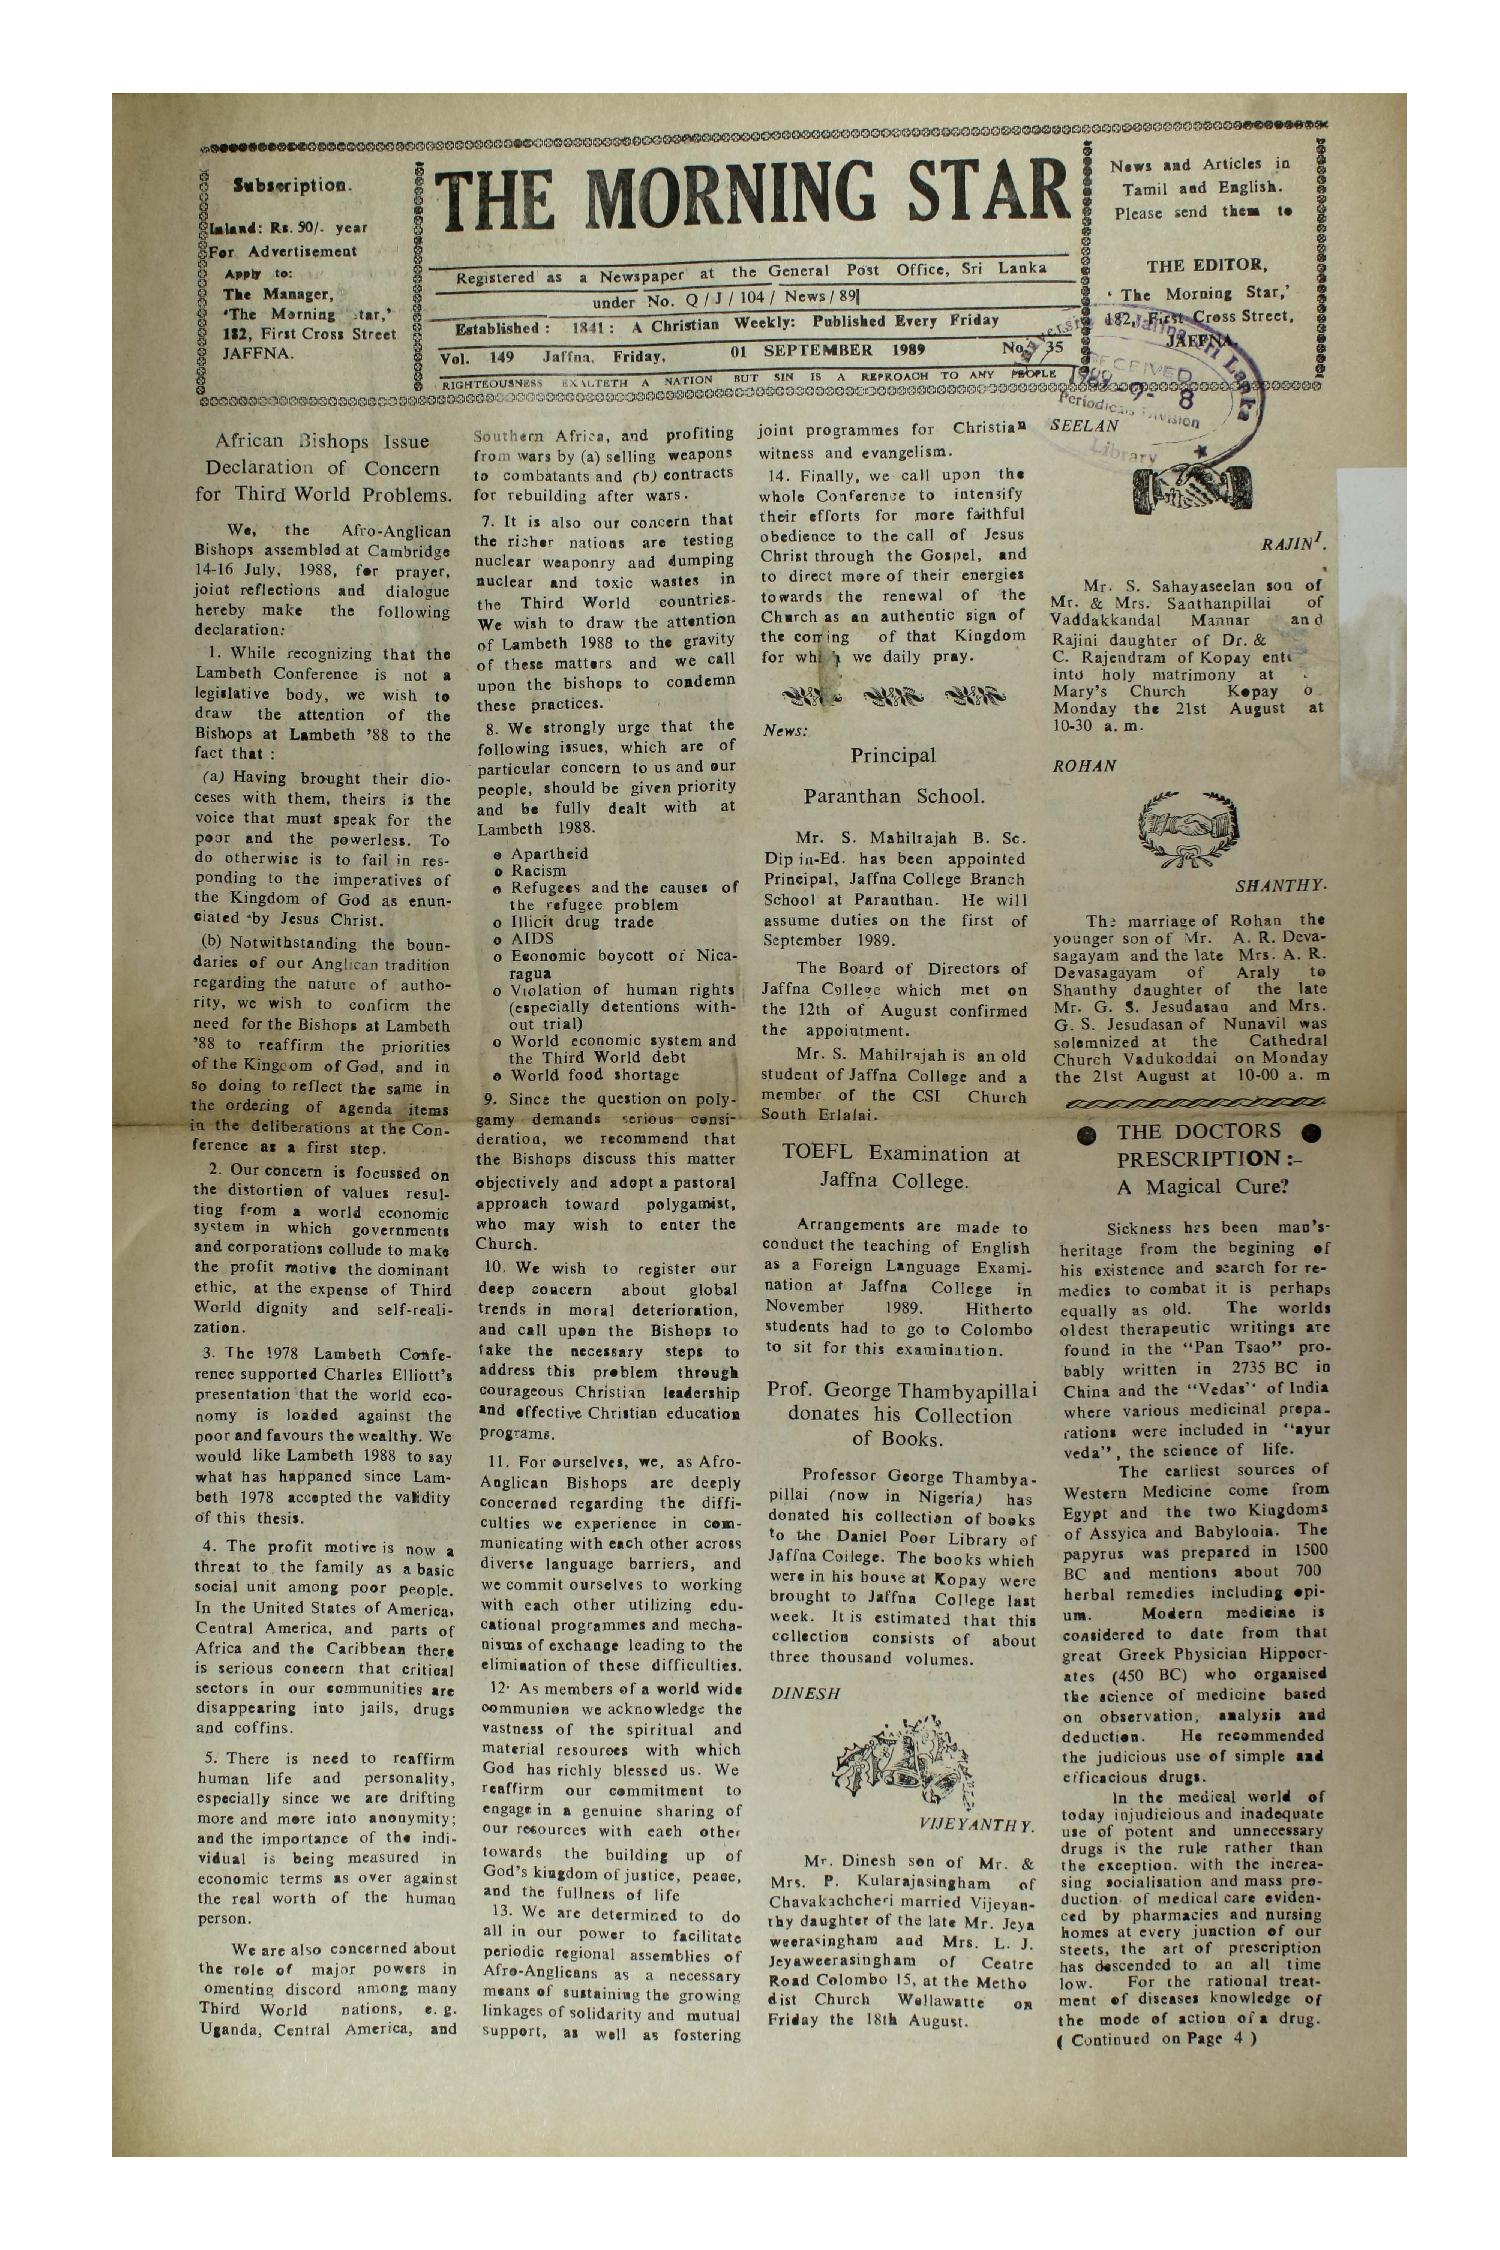 Subscription.
Inland: Rs. 50/- year
For Advertisement
Apply to:
The Manager,
'The Morning tar,'
182, First Cross Street
JAFFNA.
THE MORNING STAR
Registered as a Newspaper at the General Post Office, Sri Lanka
under No. Q / J / 104 / News / 89
Established : 1841 : A Christian Weekly: Published Every Friday
Vol. 149 Jaffna, Friday, 01 SEPTEMBER 1989 No. 35
RIGHTEOUSNESS EXALTETH A NATION BUT SIN IS A REPROACH TO ANY PEOPLE
News and Articles in
Tamil and English.
Please send them to
THE EDITOR,
' The Morning Star,'
182, First Cross Street,
JAFFNA.
Jaffna Sri Lanka
RECEIVED
1989 -9- 8
Periodicals Division
Library
African Bishops Issue
Declaration of Concern
for Third World Problems.
We, the Afro-Anglican
Bishops assembled at Cambridge
14-16 July, 1988, for prayer,
joint reflections and dialogue
hereby make the following
declaration:
1. While recognizing that the
Lambeth Conference is not a
legislative body, we wish to
draw the attention of the
Bishops at Lambeth '88 to the
fact that :
(a) Having brought their dio-
ceses with them, theirs is the
voice that must speak for the
poor and the powerless. To
do otherwise is to fail in res-
ponding to the imperatives of
the Kingdom of God as enun-
ciated by Jesus Christ.
(b) Notwithstanding the boun-
daries of our Anglican tradition
regarding the nature of autho-
rity, we wish to confirm the
need for the Bishops at Lambeth
'88 to reaffirm the priorities
of the Kingdom of God, and in
so doing to reflect the same in
the ordering of agenda items
in the deliberations at the Con-
ference as a first step.
2. Our concern is focussed on
the distortion of values resul-
ting from a world economic
system in which governments
and corporations collude to make
the profit motive the dominant
ethic, at the expense of Third
World dignity and self-reali-
zation.
3. The 1978 Lambeth Confe-
rence supported Charles Elliott's
presentation that the world eco-
nomy is loaded against the
poor and favours the wealthy. We
would like Lambeth 1988 to say
what has happaned since Lam-
beth 1978 accepted the validity
of this thesis.
4. The profit motive is now a
threat to the family as a basic
social unit among poor people.
In the United States of America,
Central America, and parts of
Africa and the Caribbean there
is serious concern that critical
sectors in our communities are
disappearing into jails, drugs
and coffins.
5. There is need to reaffirm
human life and personality,
especially since we are drifting
more and more into anonymity;
and the importance of the indi-
vidual is being measured in
economic terms as over against
the real worth of the human
person.
We are also concerned about
the role of major powers in
omenting discord among many
Third World nations, e. g.
Uganda, Central America, and
Southern Africa, and profiting
from wars by (a) selling weapons
to combatants and (b) contracts
for rebuilding after wars.
7. It is also our concern that
the richer nations are testing
nuclear weaponry and dumping
nuclear and toxic wastes in
the Third World countries.
We wish to draw the attention
of Lambeth 1988 to the gravity
of these matters and we call
upon the bishops to condemn
these practices.
8. We strongly urge that the
following issues, which are of
particular concern to us and our
people, should be given priority
and be fully dealt with at
Lambeth 1988.
o Apartheid
o Racism
o Refugees and the causes of
the refugee problem
o Illicit drug trade
o AIDS
o Economic boycott of Nica-
ragua
o Violation of human rights
(especially detentions with-
out trial)
o World economic system and
the Third World debt
o World food shortage
9. Since the question on poly-
gamy demands serious consi-
deration, we recommend that
the Bishops discuss this matter
objectively and adopt a pastoral
approach toward polygamist,
who may wish to enter the
Church.
10. We wish to register our
deep concern about global
trends in moral deterioration,
and call upon the Bishops to
take the necessary steps to
address this problem through
courageous Christian leadership
and effective Christian education
programs.
11. For ourselves, we, as Afro-
Anglican Bishops are deeply
concerned regarding the diffi-
culties we experience in com-
municating with each other across
diverse language barriers, and
we commit ourselves to working
with each other utilizing edu-
cational programmes and mecha-
nisms of exchange leading to the
elimination of these difficulties.
12· As members of a world wide
communion we acknowledge the
vastness of the spiritual and
material resources with which
God has richly blessed us. We
reaffirm our commitment to
engage in a genuine sharing of
our resources with each other
towards the building up of
God's kingdom of justice, peace,
and the fullness of life
13. We are determined to do
all in our power to facilitate
periodic regional assemblies of
Afro-Anglicans as a necessary
means of sustaining the growing
linkages of solidarity and mutual
support, as well as fostering
joint programmes for Christian
witness and evangelism.
14. Finally, we call upon the
whole Conference to intensify
their efforts for more faithful
obedience to the call of Jesus
Christ through the Gospel, and
to direct more of their energies
towards the renewal of the
Church as an authentic sign of
the coming of that Kingdom
for which we daily pray.
News:
Principal
Paranthan School.
Mr. S. Mahilrajah B. Sc.
Dip in-Ed. has been appointed
Principal, Jaffna College Branch
School at Paranthan. He will
assume duties on the first of
September 1989.
The Board of Directors of
Jaffna College which met on
the 12th of August confirmed
the appointment.
Mr. S. Mahilrajah is an old
student of Jaffna College and a
member of the CSI Church
South Erlalai.
TOEFL Examination at
Jaffna College.
Arrangements are made to
conduct the teaching of English
as a Foreign Language Exami-
nation at Jaffna College in
November 1989. Hitherto
students had to go to Colombo
to sit for this examination.
Prof. George Thambyapillai
donates his Collection
of Books.
Professor George Thambya-
pillai (now in Nigeria) has
donated his collection of books
to the Daniel Poor Library of
Jaffna College. The books which
were in his house at Kopay were
brought to Jaffna College last
week. It is estimated that this
collection consists of about
three thousand volumes.
DINESH
VIJEYANTHY.
Mr. Dinesh son of Mr. &
Mrs. P. Kularajasingham of
Chavakachcheri married Vijeyan-
thy daughter of the late Mr. Jeya
weerasingham and Mrs. L. J.
Jeyaweerasingham of Centre
Road Colombo 15, at the Metho
dist Church Wellawatte on
Friday the 18th August.
SEELAN
RAJINI.
Mr. S. Sahayaseelan son of
Mr. & Mrs. Santhanpillai of
Vaddakkandal Mannar and
Rajini daughter of Dr. &
C. Rajendram of Kopay ente
into holy matrimony at
Mary's Church Kopay o
Monday the 21st August at
10-30 a. m.
ROHAN
SHANTHY.
The marriage of Rohan the
younger son of Mr. A. R. Deva-
sagayam and the late Mrs. A. R.
Devasagayam of Araly to
Shanthy daughter of the late
Mr. G. S. Jesudasan and Mrs.
G. S. Jesudasan of Nunavil was
solemnized at the Cathedral
Church Vadukoddai on Monday
the 21st August at 10-00 a. m
THE DOCTORS
PRESCRIPTION :–
A Magical Cure?
Sickness has been man's-
heritage from the begining of
his existence and search for re-
medies to combat it is perhaps
equally as old. The worlds
oldest therapeutic writings are
found in the "Pan Tsao" pro-
bably written in 2735 BC in
China and the "Vedas" of India
where various medicinal prepa-
rations were included in "ayur
veda", the science of life.
The earliest sources of
Western Medicine come from
Egypt and the two Kingdoms
of Assyica and Babylonia. The
papyrus was prepared in 1500
BC and mentions about 700
herbal remedies including opi-
um. Modern medicine is
considered to date from that
great Greek Physician Hippocr-
ates (450 BC) who organised
the science of medicine based
on observation, analysis and
deduction. He recommended
the judicious use of simple and
efficacious drugs.
In the medical world of
today injudicious and inadequate
use of potent and unnecessary
drugs is the rule rather than
the exception. with the increa-
sing socialisation and mass pro-
duction of medical care eviden-
ced by pharmacies and nursing
homes at every junction of our
steets, the art of prescription
has descended to an all time
low. For the rational treat-
ment of diseases knowledge of
the mode of action of a drug.
( Continued on Page 4 )